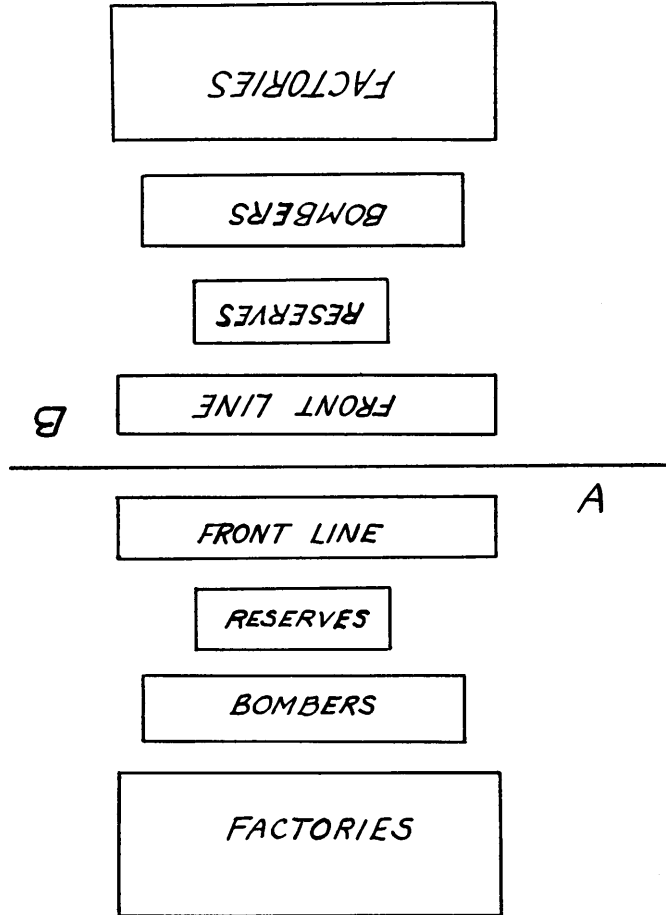 FACTORIES
BOMBERS
RESERVES
FRONT LINE
B
A
FRONT LINE
RESERVES
BOMBERS
FACTORIES